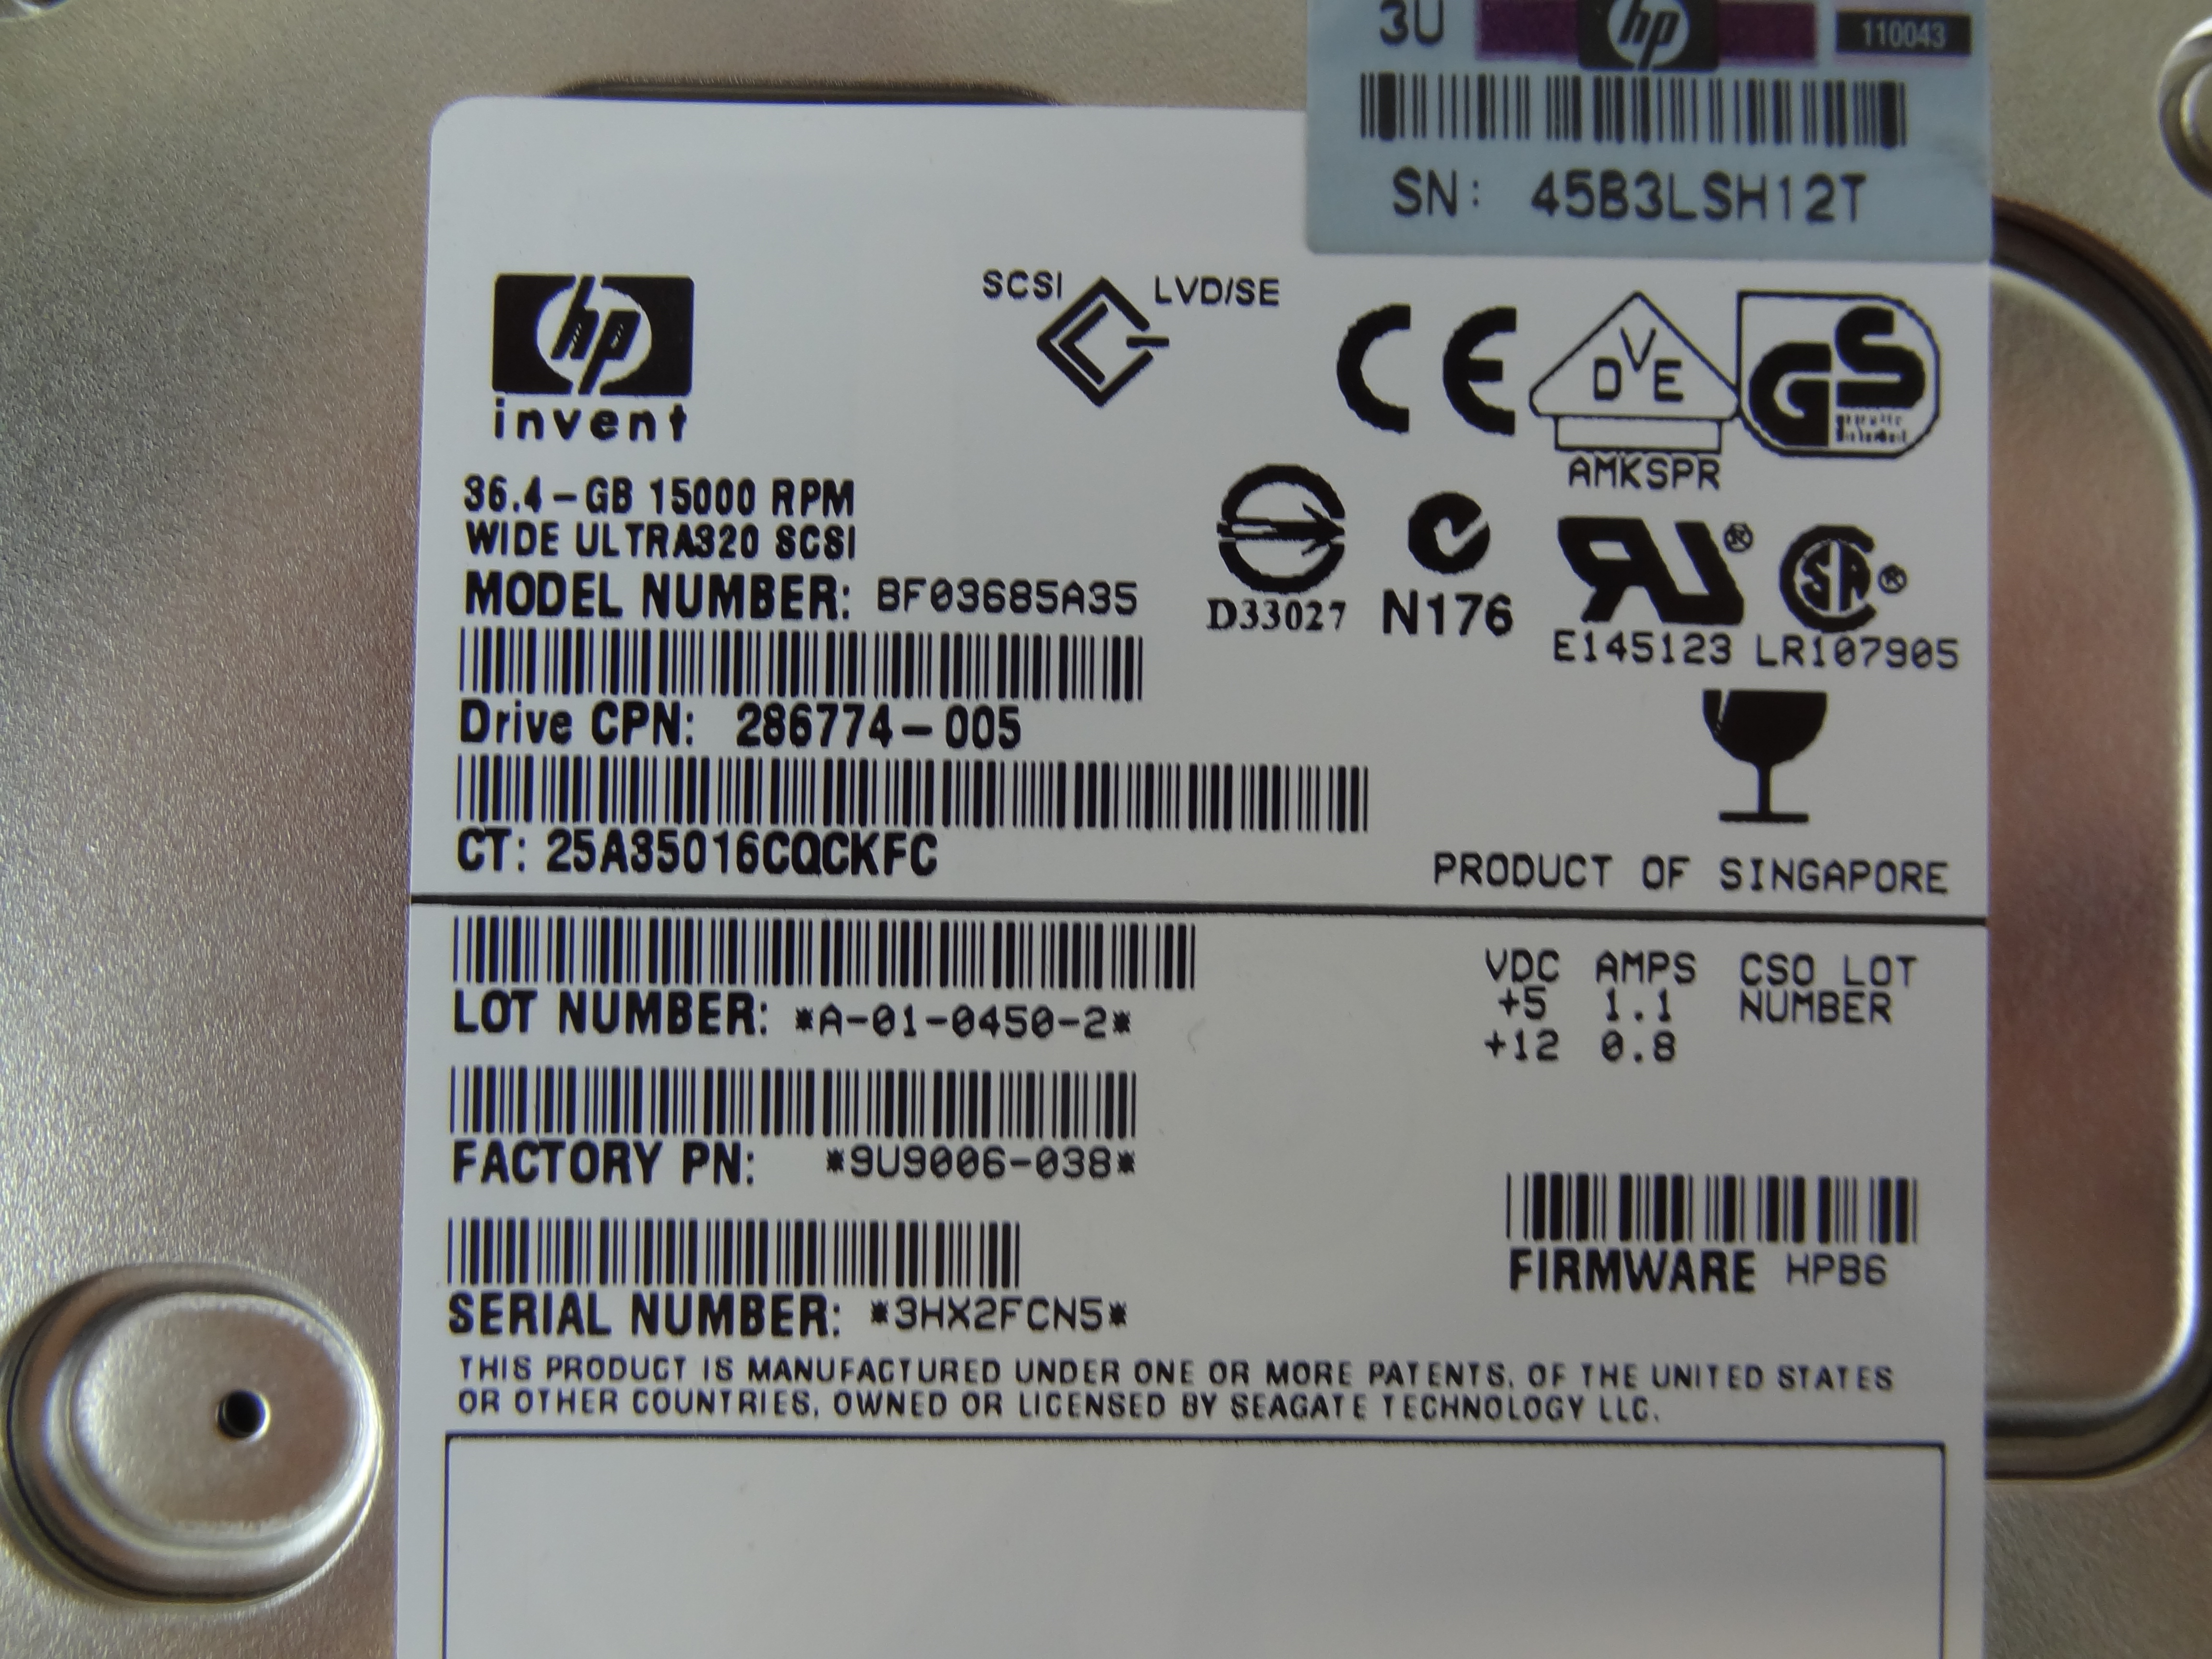 3U hp 110043
SN: 45B3LSH12T
hp
invent
SCSI LVD/SE
CE
DVE
AMKSPR
GS
36.4-GB 15000 RPM
WIDE ULTRA320 SCSI
MODEL NUMBER: BF03685A35
D33027
N176
E145123
LR107905
Drive CPN: 286774-005
CT: 25A35016CQCKFC
PRODUCT OF SINGAPORE
LOT NUMBER: *A-01-0450-2*
VDC AMPS CSO LOT
+5 1.1 NUMBER
+12 0.8
FACTORY PN: *9U9006-038*
FIRMWARE HPB6
SERIAL NUMBER: *3HX2FCN5*
THIS PRODUCT IS MANUFACTURED UNDER ONE OR MORE PATENTS, OF THE UNITED STATES
OR OTHER COUNTRIES, OWNED OR LICENSED BY SEAGATE TECHNOLOGY LLC.